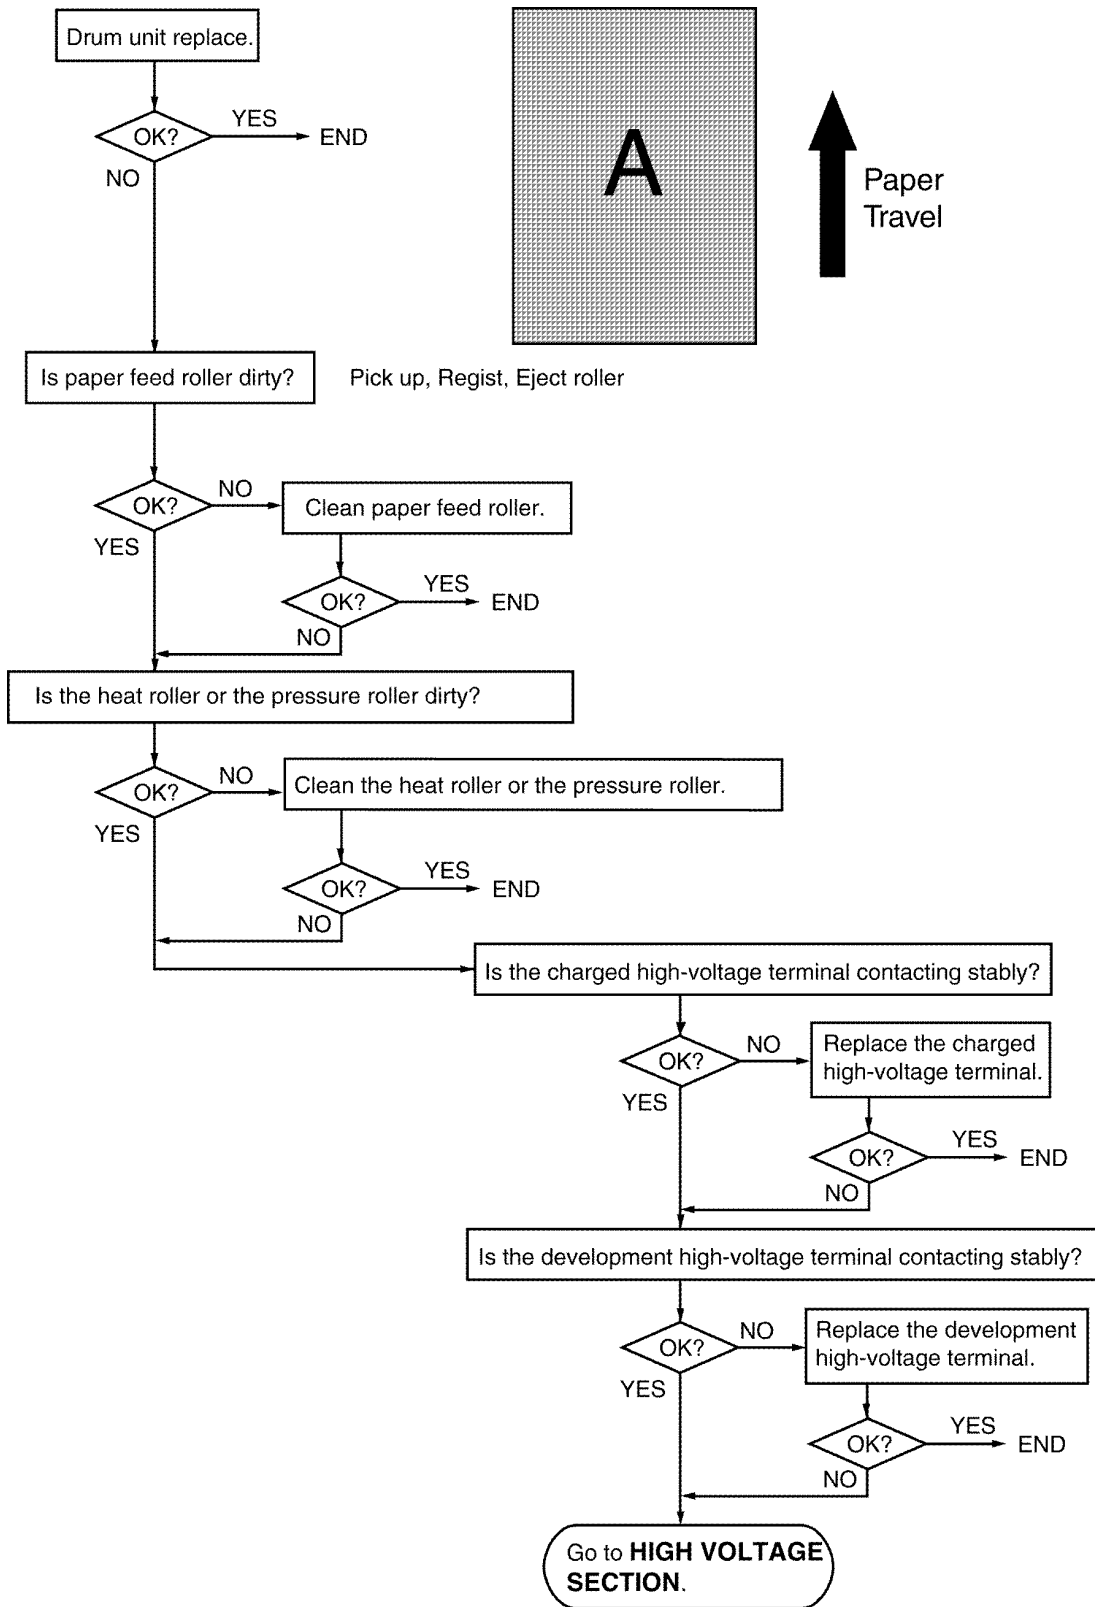 Drum unit replace.
OK?
YES
END
NO
A
Paper
Travel
Is paper feed roller dirty?
Pick up, Regist, Eject roller
OK?
NO
Clean paper feed roller.
YES
OK?
YES
END
NO
Is the heat roller or the pressure roller dirty?
OK?
NO
Clean the heat roller or the pressure roller.
YES
OK?
YES
END
NO
Is the charged high-voltage terminal contacting stably?
OK?
NO
Replace the charged
high-voltage terminal.
YES
OK?
YES
END
NO
Is the development high-voltage terminal contacting stably?
OK?
NO
Replace the development
high-voltage terminal.
YES
OK?
YES
END
NO
Go to HIGH VOLTAGE
SECTION.